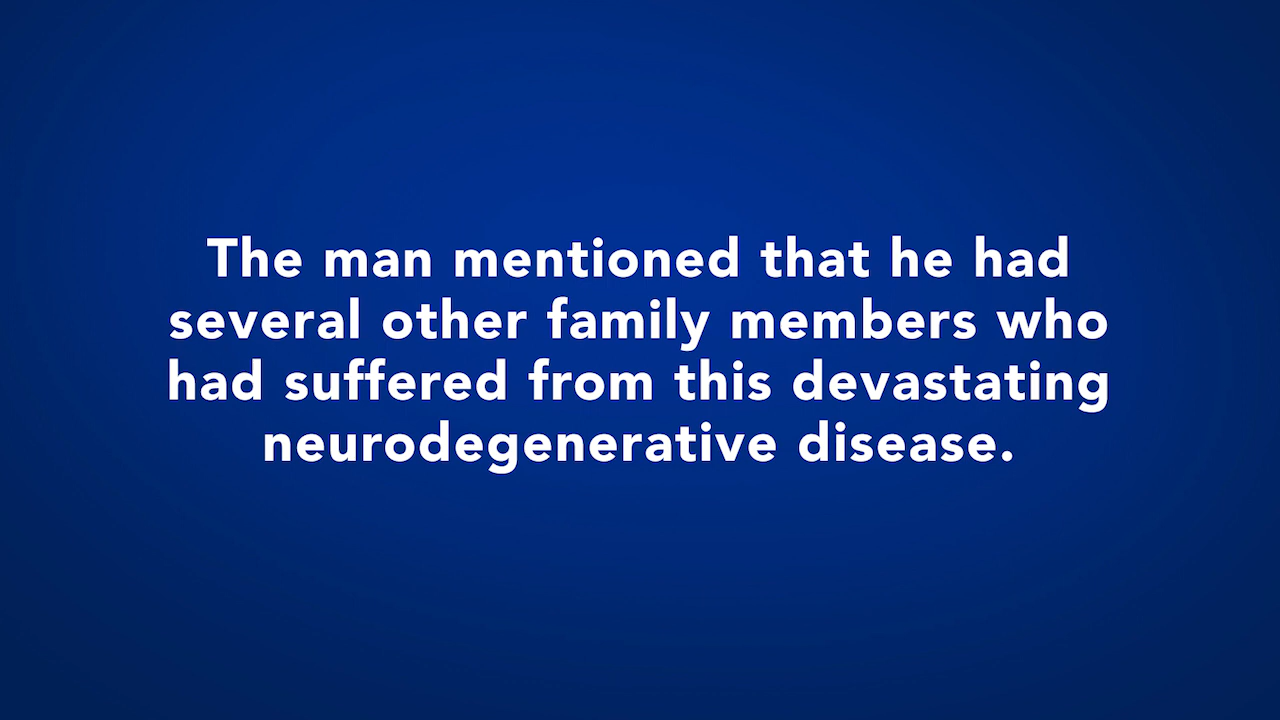 The man mentioned that he had
several other family members who
had suffered from this devastating
neurodegenerative disease.